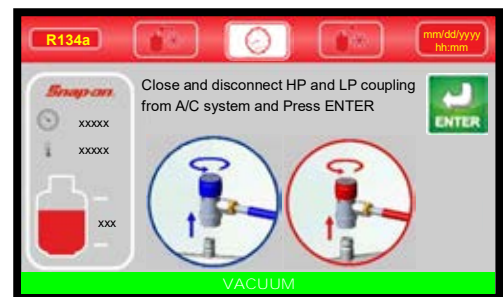 R134a
mm/dd/yyyy
hh:mm
Snap-on
xxxxx
xxxxx
xxx
Close and disconnect HP and LP coupling
from A/C system and Press ENTER
ENTER
VACUUM